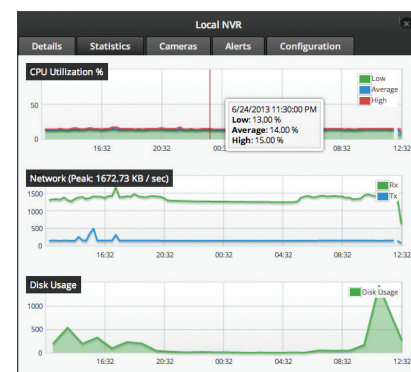 Local NVR
Details Statistics Cameras Alerts Configuration
CPU Utilization %
Low
Average
High
50
0
6/24/2013 11:30:00 PM
Low: 13.00 %
Average: 14.00 %
High: 15.00 %
16:32 20:32 08:32 12:32
Network (Peak: 1672.73 KB / sec)
Rx
Tx
1500
1000
500
0
16:32 20:32 00:32 04:32 08:32 12:32
Disk Usage
Disk Usage
1000
500
0
16:32 20:32 00:32 04:32 08:32 12:32